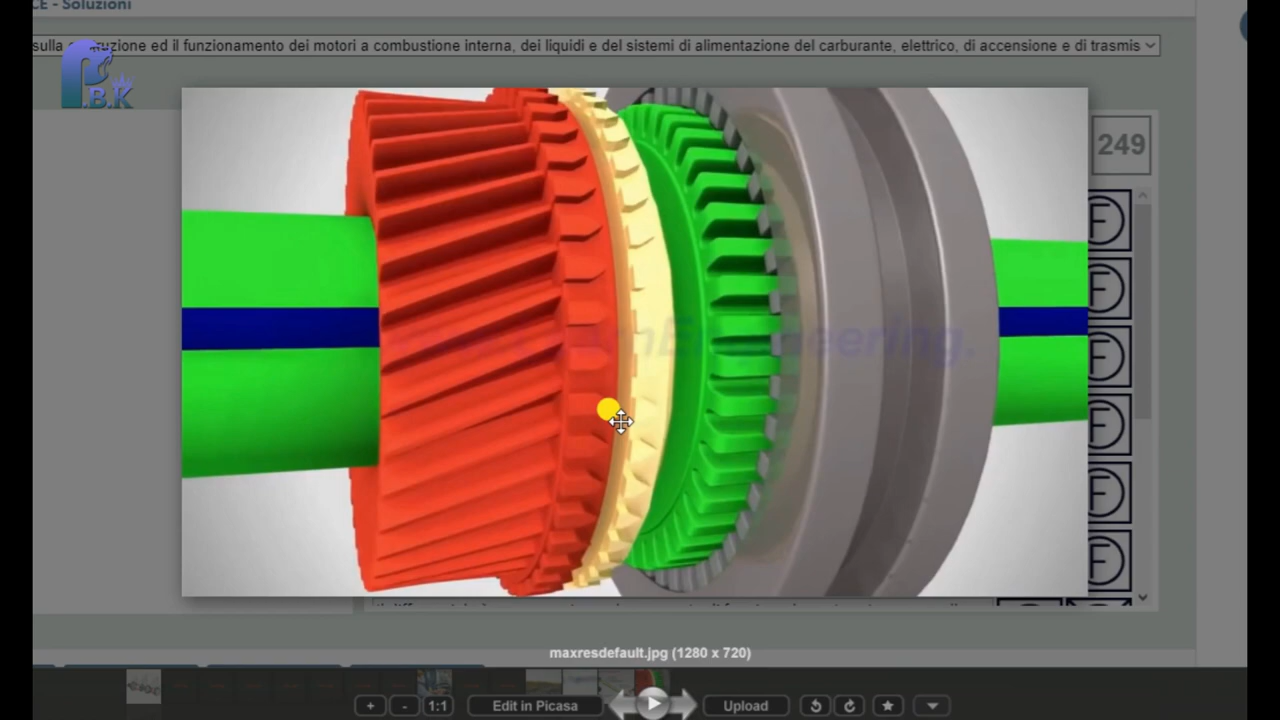 CE - Soluzioni
sulla ed il funzionamento dei motori a combustione interna, dei liquidi e del sistemi di alimentazione del carburante, elettrico, di accensione e di trasmis
P.B.K
249
F
F
F
F
F
F
maxresdefault.jpg (1280 x 720)
+ - 1:1 Edit in Picasa Upload